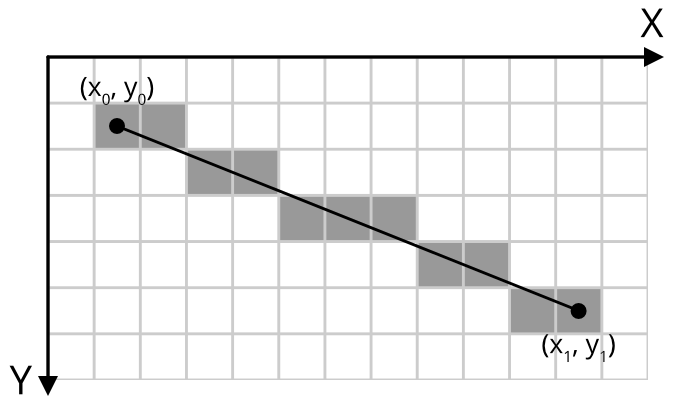 X
(x₀, y₀)
(x₁, y₁)
Y